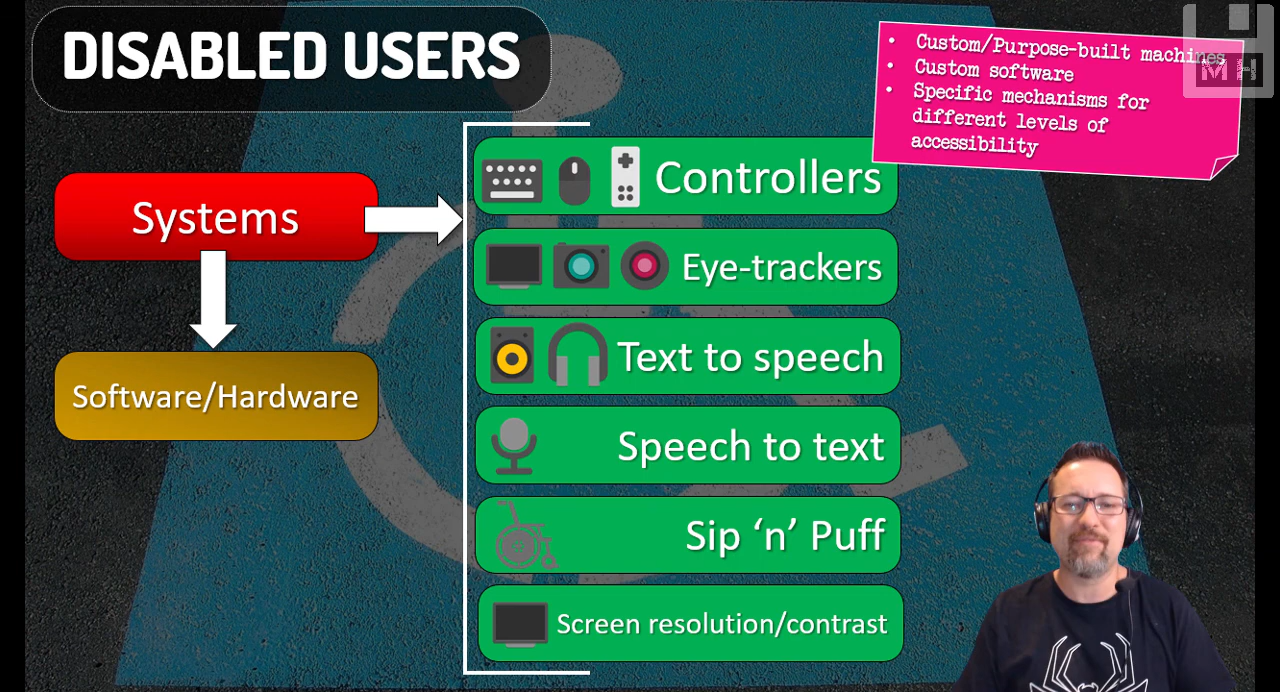 DISABLED USERS
• Custom/Purpose-built machines
• Custom software
• Specific mechanisms for
different levels of
accessibility
MH
Systems
Software/Hardware
Controllers
Eye-trackers
Text to speech
Speech to text
Sip ‘n’ Puff
Screen resolution/contrast